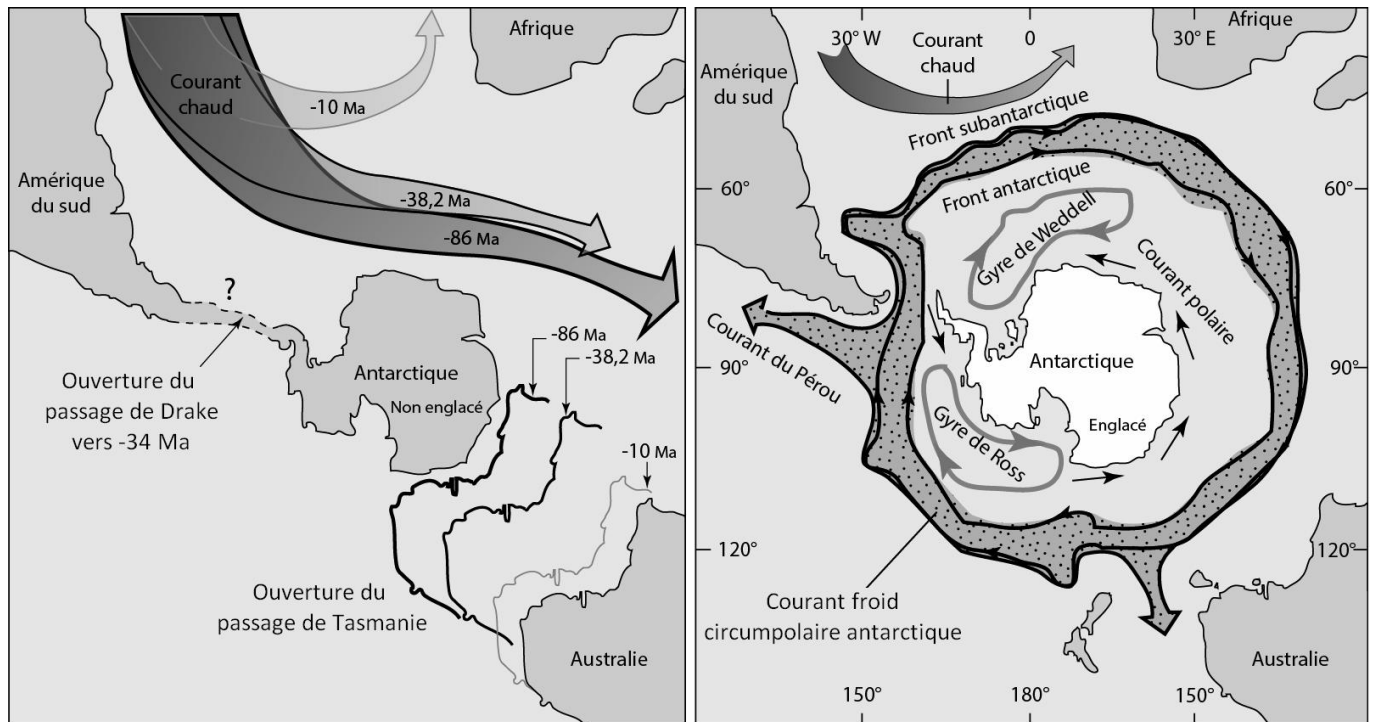 Afrique
Courant
chaud
-10 Ma
Amérique
du sud
-38,2 Ma
-86 Ma
?
Ouverture du
passage de Drake
vers -34 Ma
Antarctique
Non englacé
-86 Ma
-38,2 Ma
-10 Ma
Ouverture du
passage de Tasmanie
Australie
30° W
Courant
chaud
0
30° E
Afrique
Amérique
du sud
Front subantarctique
60°
60°
Front antarctique
Gyre de Weddell
Courant polaire
Courant du Pérou
90°
90°
Antarctique
Englacé
Gyre de Ross
120°
120°
Courant froid
circumpolaire antarctique
Australie
150°
180°
150°